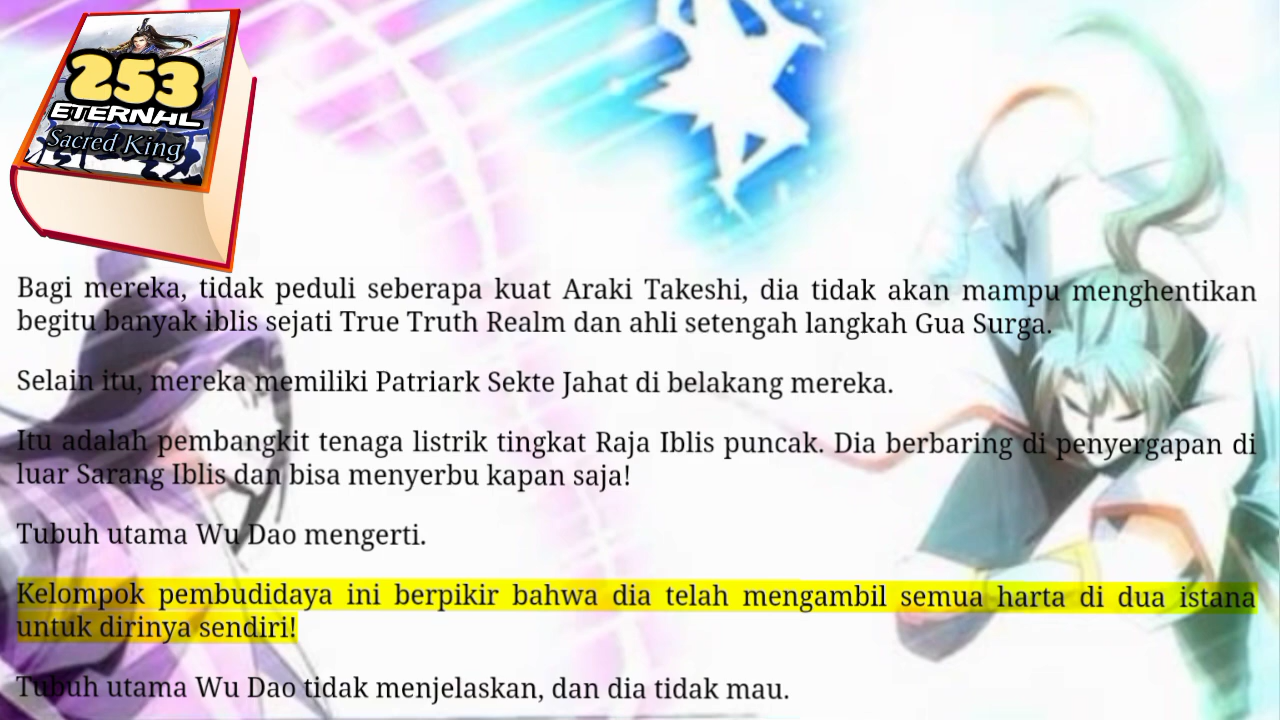 253
ETERNAL
Sacred King
Bagi mereka, tidak peduli seberapa kuat Araki Takeshi, dia tidak akan mampu menghentikan
begitu banyak iblis sejati True Truth Realm dan ahli setengah langkah Gua Surga.
Selain itu, mereka memiliki Patriark Sekte Jahat di belakang mereka.
Itu adalah pembangkit tenaga listrik tingkat Raja Iblis puncak. Dia berbaring di penyergapan di
luar Sarang Iblis dan bisa menyerbu kapan saja!
Tubuh utama Wu Dao mengerti.
Kelompok pembudidaya ini berpikir bahwa dia telah mengambil semua harta di dua istana
untuk dirinya sendiri!
Tubuh utama Wu Dao tidak menjelaskan, dan dia tidak mau.